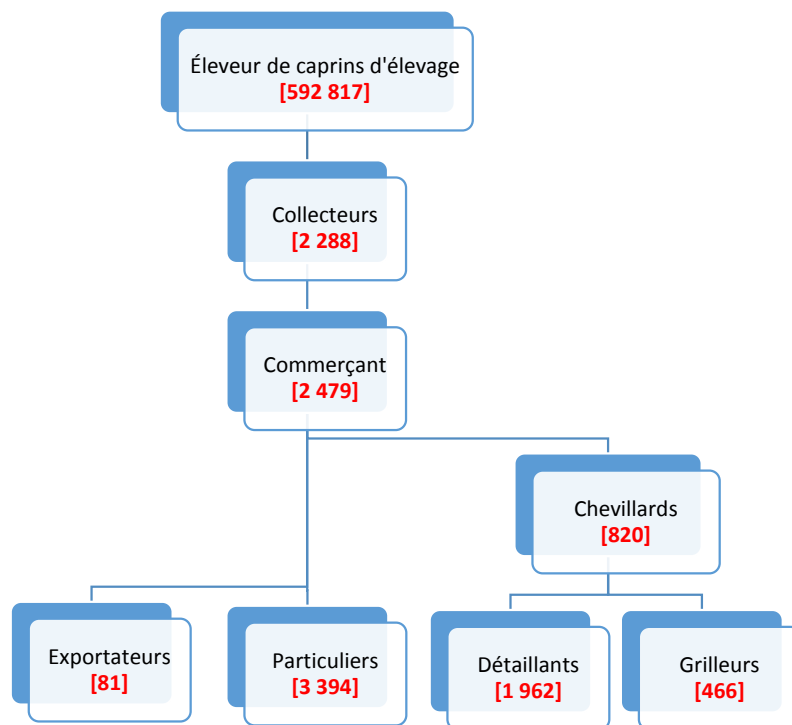 Éleveur de caprins d'élevage
[592 817]
Collecteurs
[2 288]
Commerçant
[2 479]
Chevillards
[820]
Exportateurs
[81]
Particuliers
[3 394]
Détaillants
[1 962]
Grilleurs
[466]